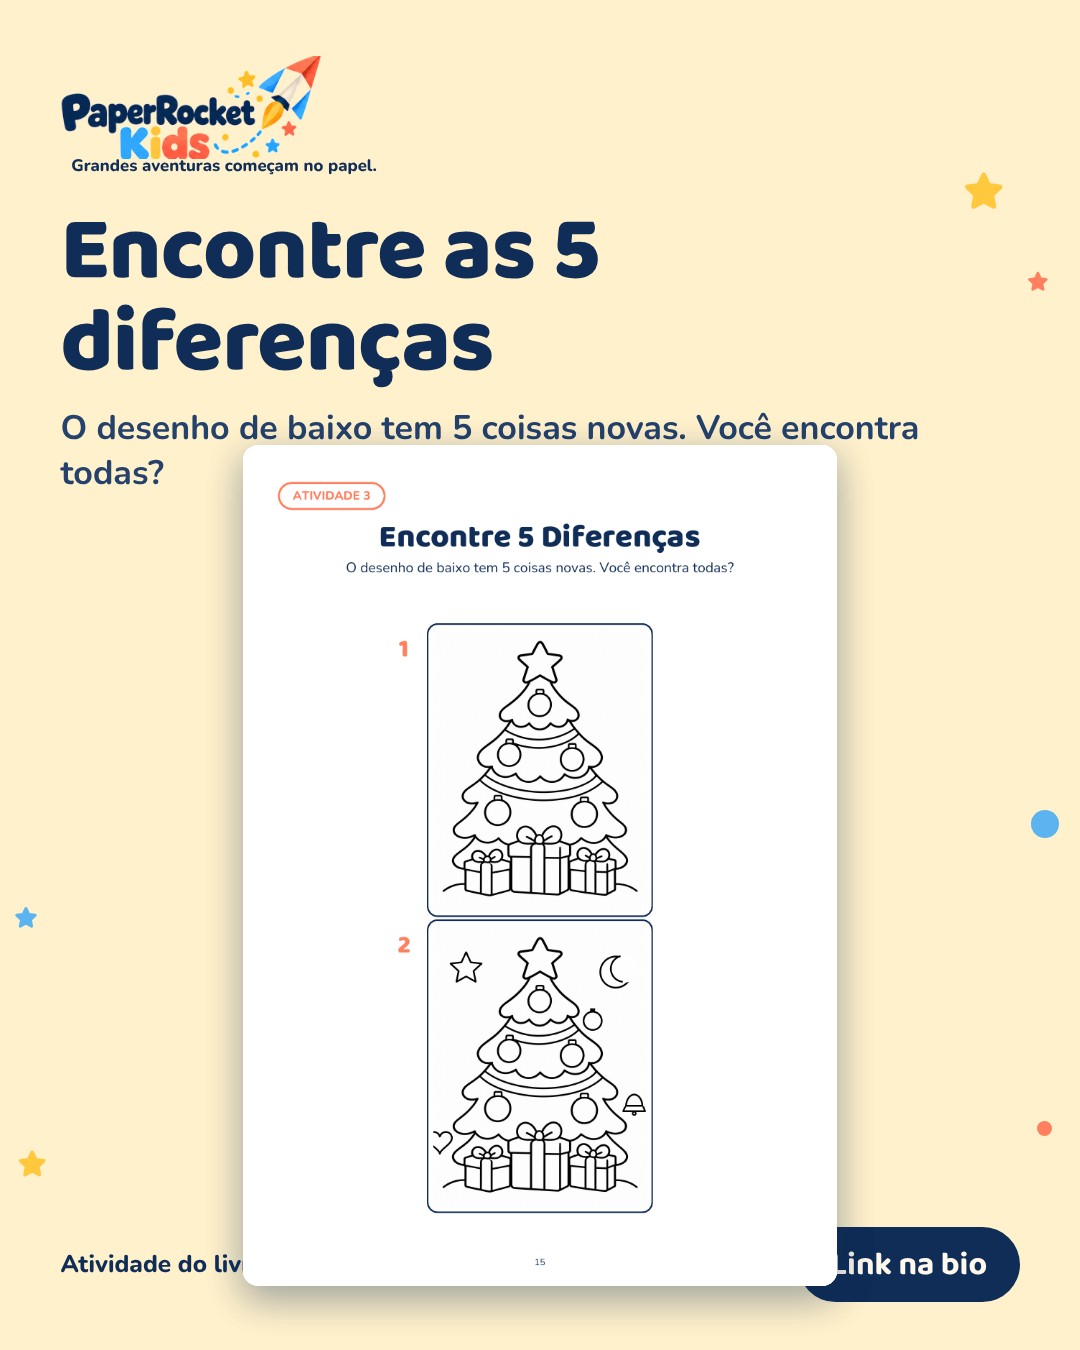 PaperRocket
Kids
Grandes aventuras começam no papel.
Encontre as 5
diferenças
O desenho de baixo tem 5 coisas novas. Você encontra
todas?
ATIVIDADE 3
Encontre 5 Diferenças
O desenho de baixo tem 5 coisas novas. Você encontra todas?
1
2
15
Atividade do
Link na bio